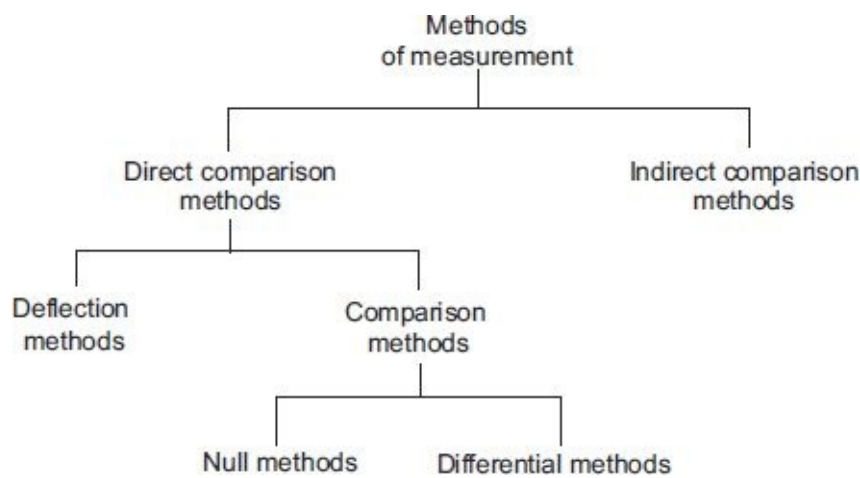 Methods
of measurement
Direct comparison
methods
Indirect comparison
methods
Deflection
methods
Comparison
methods
Null methods
Differential methods